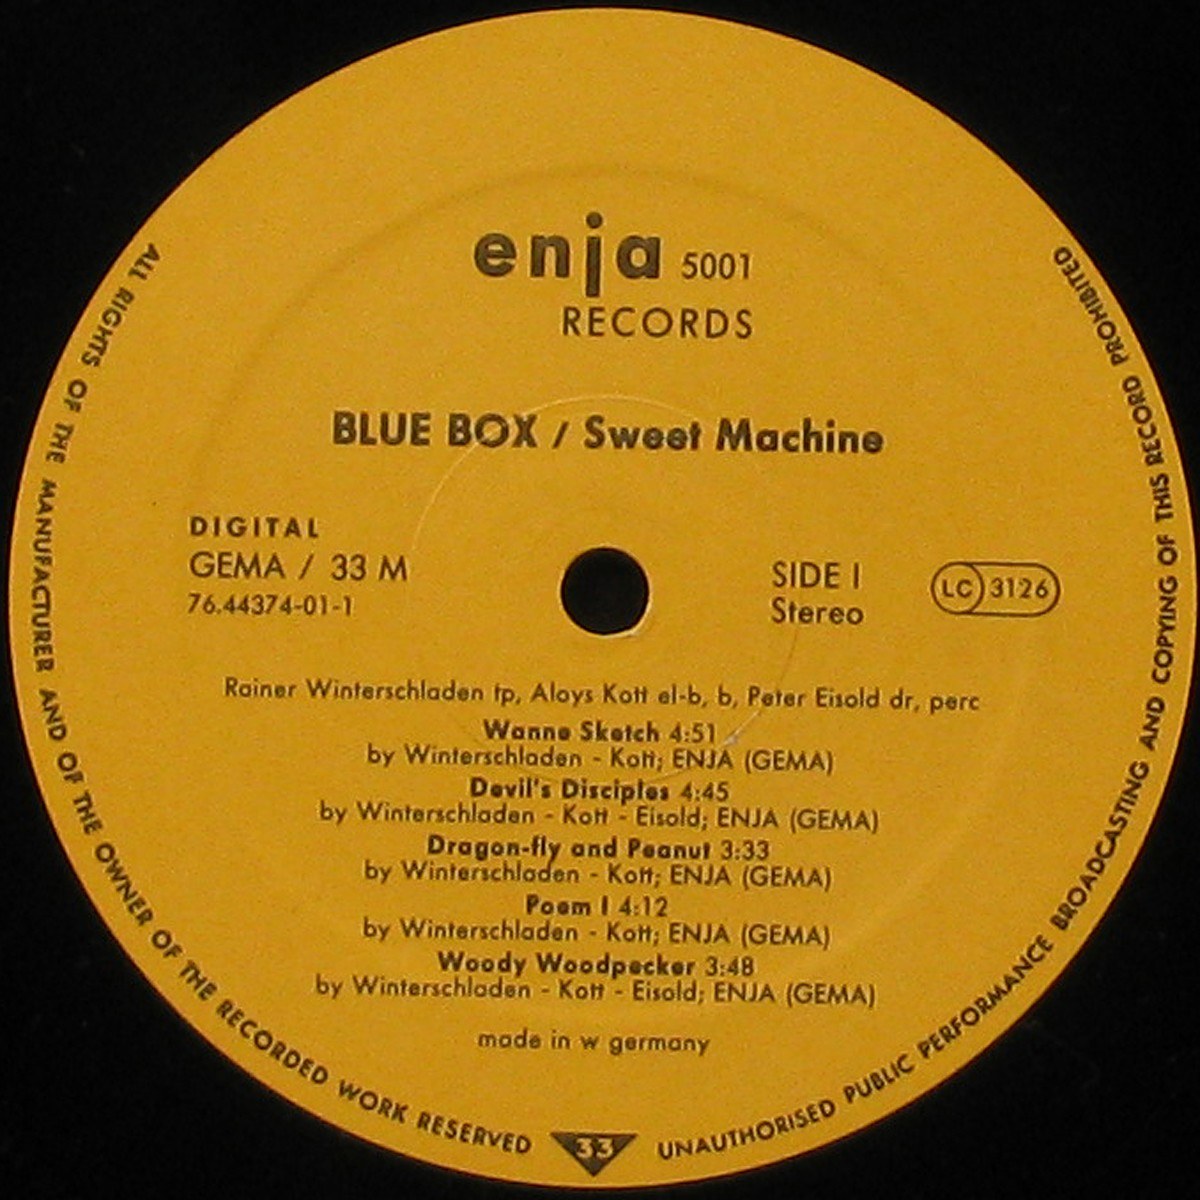 enja 5001
RECORDS
BLUE BOX / Sweet Machine
DIGITAL
GEMA / 33 M
76.44374-01-1
SIDE I
Stereo
LC 3126
Rainer Winterschladen tp, Aloys Kott el-b, b, Peter Eisold dr, perc
Wanne Sketch 4:51
by Winterschladen - Kott; ENJA (GEMA)
Devil's Disciples 4:45
by Winterschladen - Kott - Eisold; ENJA (GEMA)
Dragon-fly and Peanut 3:33
by Winterschladen - Kott; ENJA (GEMA)
Poem I 4:12
by Winterschladen - Kott; ENJA (GEMA)
Woody Woodpecker 3:48
by Winterschladen - Kott - Eisold; ENJA (GEMA)
made in w germany
ALL RIGHTS OF THE MANUFACTURER AND OF THE OWNER OF THE RECORDED WORK RESERVED
33
UNAUTHORISED PUBLIC PERFORMANCE BROADCASTING AND COPYING OF THIS RECORD PROHIBITED